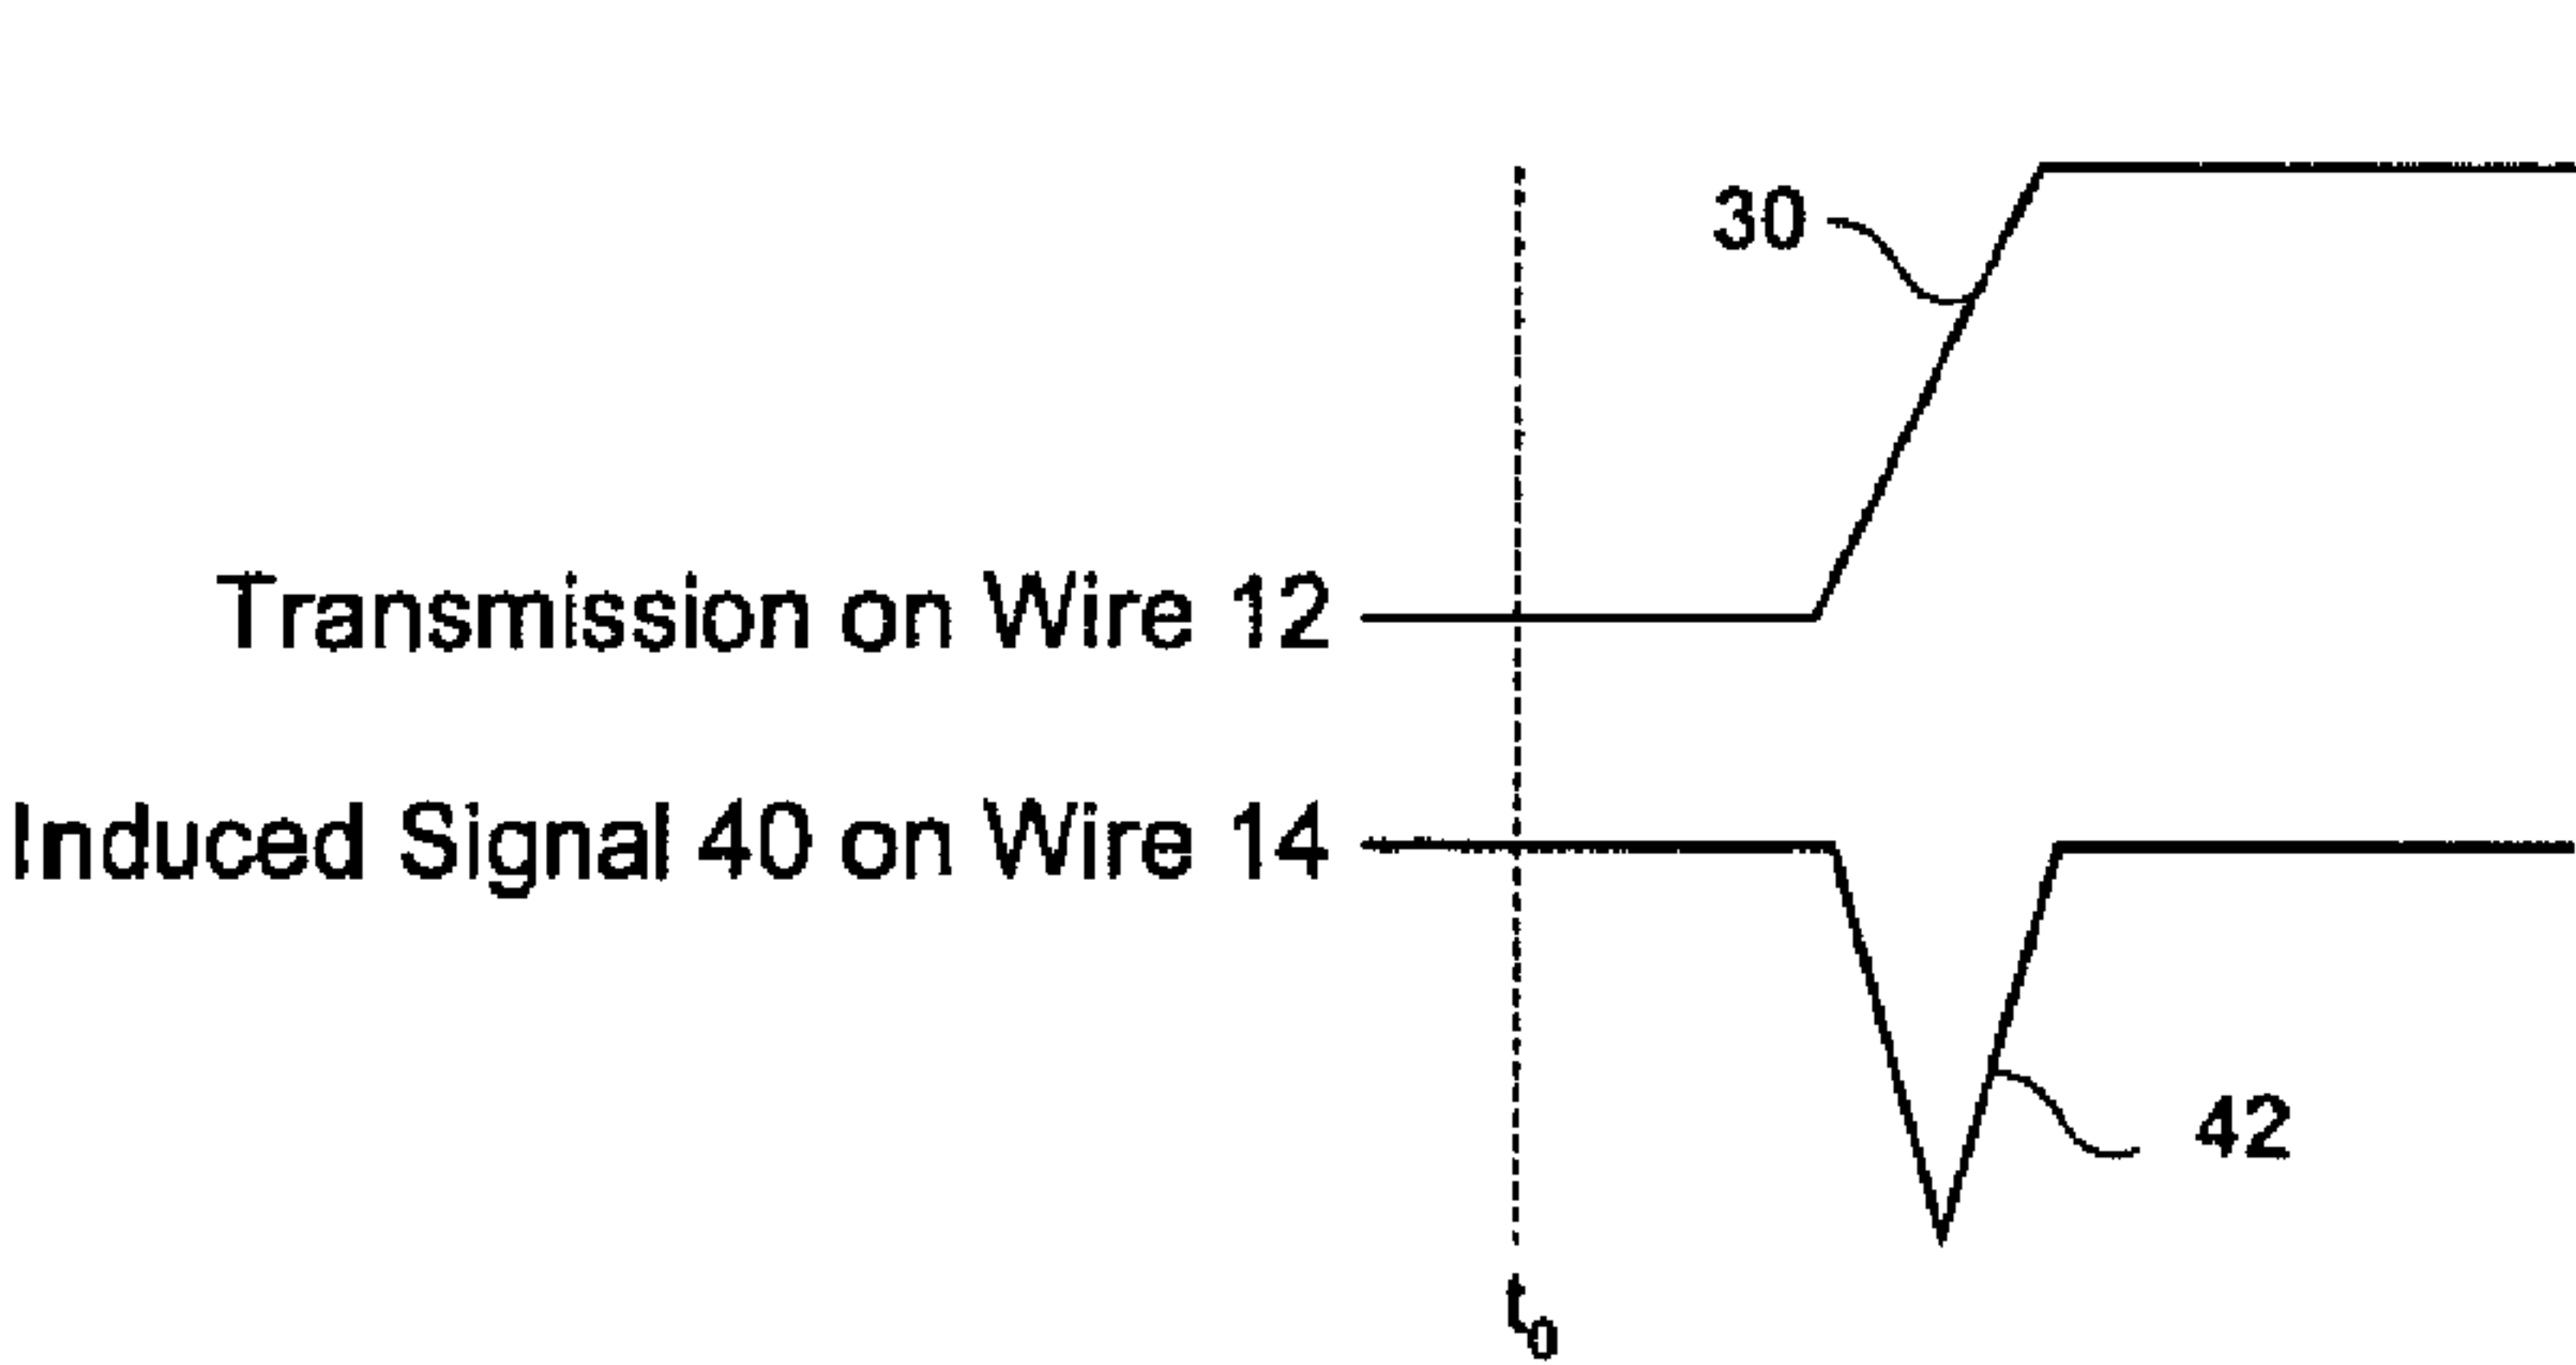 30
Transmission on Wire 12
Induced Signal 40 on Wire 14
42
t₀